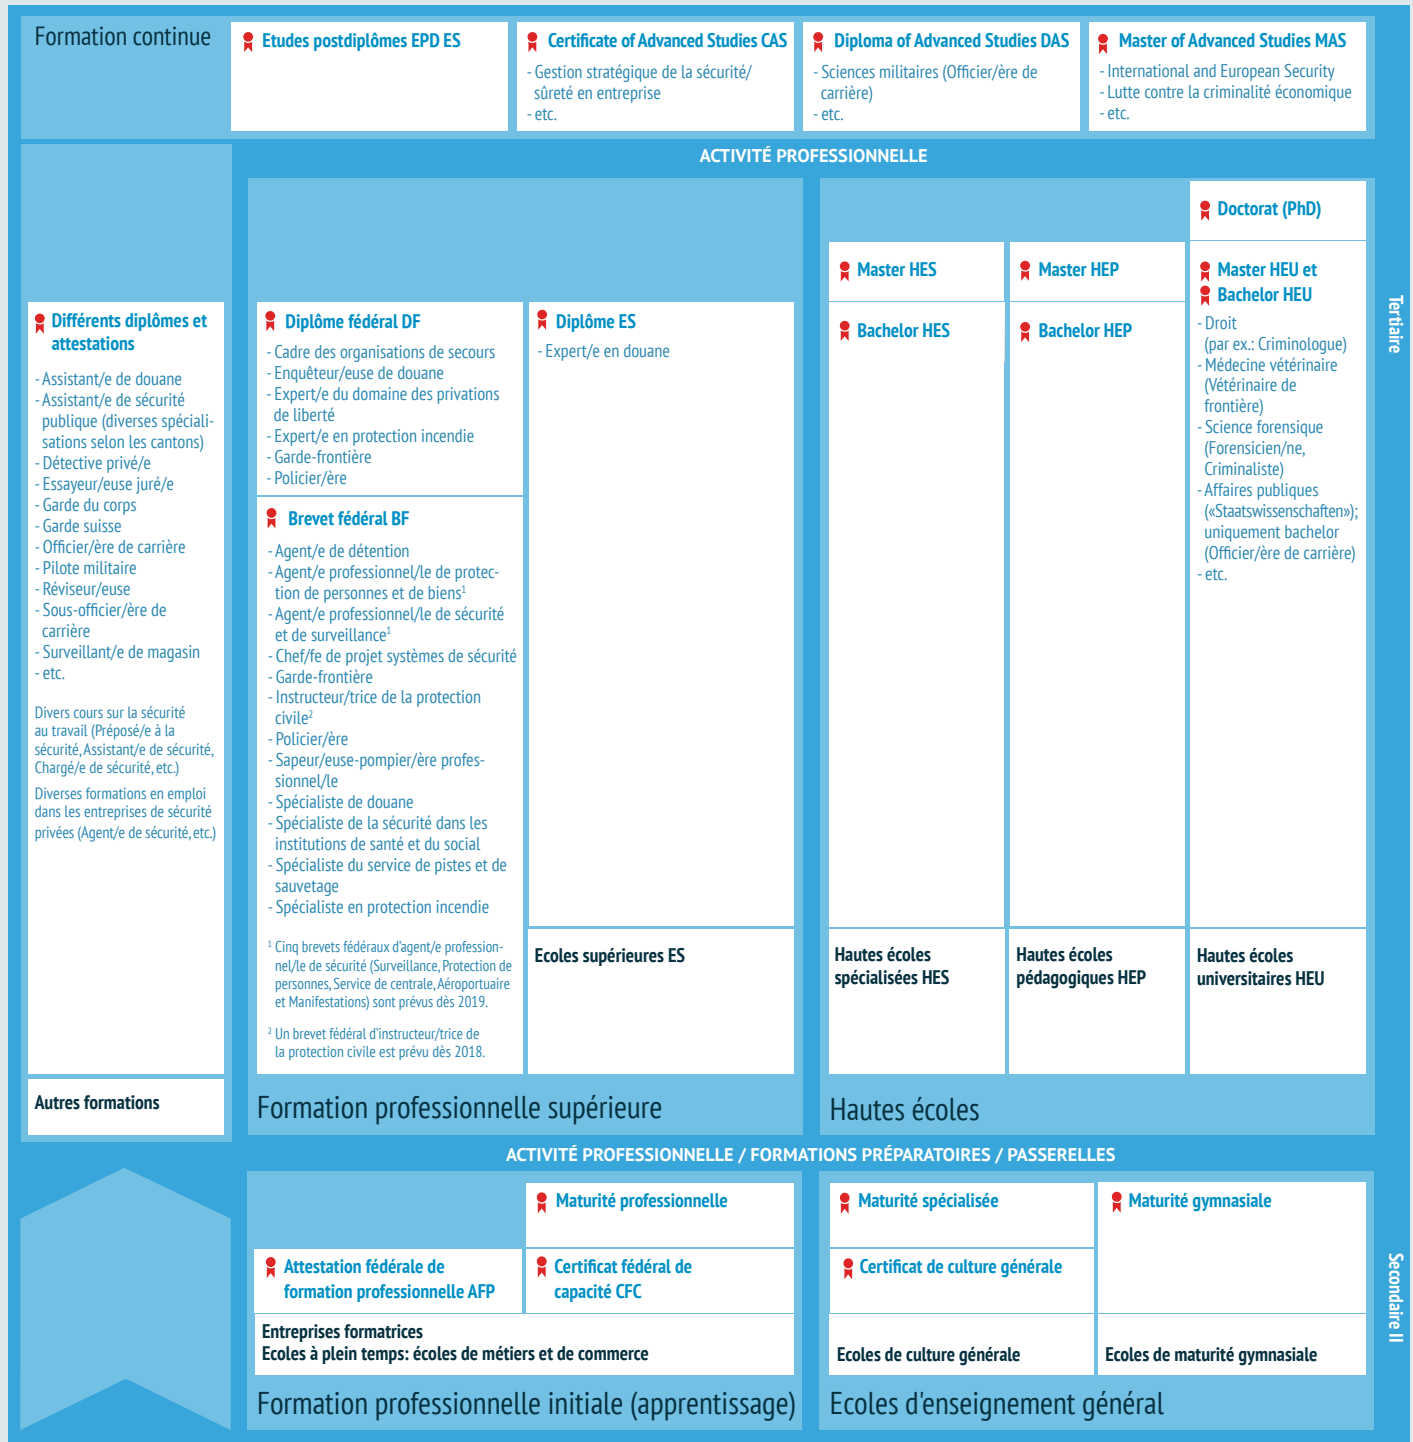 Formation continue
Etudes postdiplômes EPD ES
Certificate of Advanced Studies CAS
- Gestion stratégique de la sécurité/
sûreté en entreprise
- etc.
Diploma of Advanced Studies DAS
- Sciences militaires (Officier/ère de
carrière)
- etc.
Master of Advanced Studies MAS
- International and European Security
- Lutte contre la criminalité économique
- etc.
ACTIVITÉ PROFESSIONNELLE
Différents diplômes et
attestations
- Assistant/e de douane
- Assistant/e de sécurité
publique (diverses spéciali-
sations selon les cantons)
- Détective privé/e
- Essayeur/euse juré/e
- Garde du corps
- Garde suisse
- Officier/ère de carrière
- Pilote militaire
- Réviseur/euse
- Sous-officier/ère de
carrière
- Surveillant/e de magasin
- etc.
Divers cours sur la sécurité
au travail (Préposé/e à la
sécurité, Assistant/e de sécurité,
Chargé/e de sécurité, etc.)
Diverses formations en emploi
dans les entreprises de sécurité
privées (Agent/e de sécurité, etc.)
Autres formations
Diplôme fédéral DF
- Cadre des organisations de secours
- Enquêteur/euse de douane
- Expert/e du domaine des privations
de liberté
- Expert/e en protection incendie
- Garde-frontière
- Policier/ère
Brevet fédéral BF
- Agent/e de détention
- Agent/e professionnel/le de protec-
tion de personnes et de biens¹
- Agent/e professionnel/le de sécurité
et de surveillance¹
- Chef/fe de projet systèmes de sécurité
- Garde-frontière
- Instructeur/trice de la protection
civile²
- Policier/ère
- Sapeur/euse-pompier/ère profes-
sionnel/le
- Spécialiste de douane
- Spécialiste de la sécurité dans les
institutions de santé et du social
- Spécialiste du service de pistes et de
sauvetage
- Spécialiste en protection incendie
¹ Cinq brevets fédéraux d'agent/e profession-
nel/le de sécurité (Surveillance, Protection de
personnes, Service de centrale, Aéroportuaire
et Manifestations) sont prévus dès 2019.
² Un brevet fédéral d'instructeur/trice de
la protection civile est prévu dès 2018.
Diplôme ES
- Expert/e en douane
Ecoles supérieures ES
Formation professionnelle supérieure
Master HES
Bachelor HES
Hautes écoles
spécialisées HES
Master HEP
Bachelor HEP
Hautes écoles
pédagogiques HEP
Doctorat (PhD)
Master HEU et
Bachelor HEU
- Droit
(par ex.: Criminologue)
- Médecine vétérinaire
(Vétérinaire de
frontière)
- Science forensique
(Forensicien/ne,
Criminaliste)
- Affaires publiques
(«Staatswissenschaften»);
uniquement bachelor
(Officier/ère de carrière)
- etc.
Hautes écoles
universitaires HEU
Hautes écoles
Tertiaire
ACTIVITÉ PROFESSIONNELLE / FORMATIONS PRÉPARATOIRES / PASSERELLES
Maturité professionnelle
Attestation fédérale de
formation professionnelle AFP
Certificat fédéral de
capacité CFC
Entreprises formatrices
Ecoles à plein temps: écoles de métiers et de commerce
Formation professionnelle initiale (apprentissage)
Maturité spécialisée
Certificat de culture générale
Ecoles de culture générale
Maturité gymnasiale
Ecoles de maturité gymnasiale
Ecoles d'enseignement général
Secondaire II